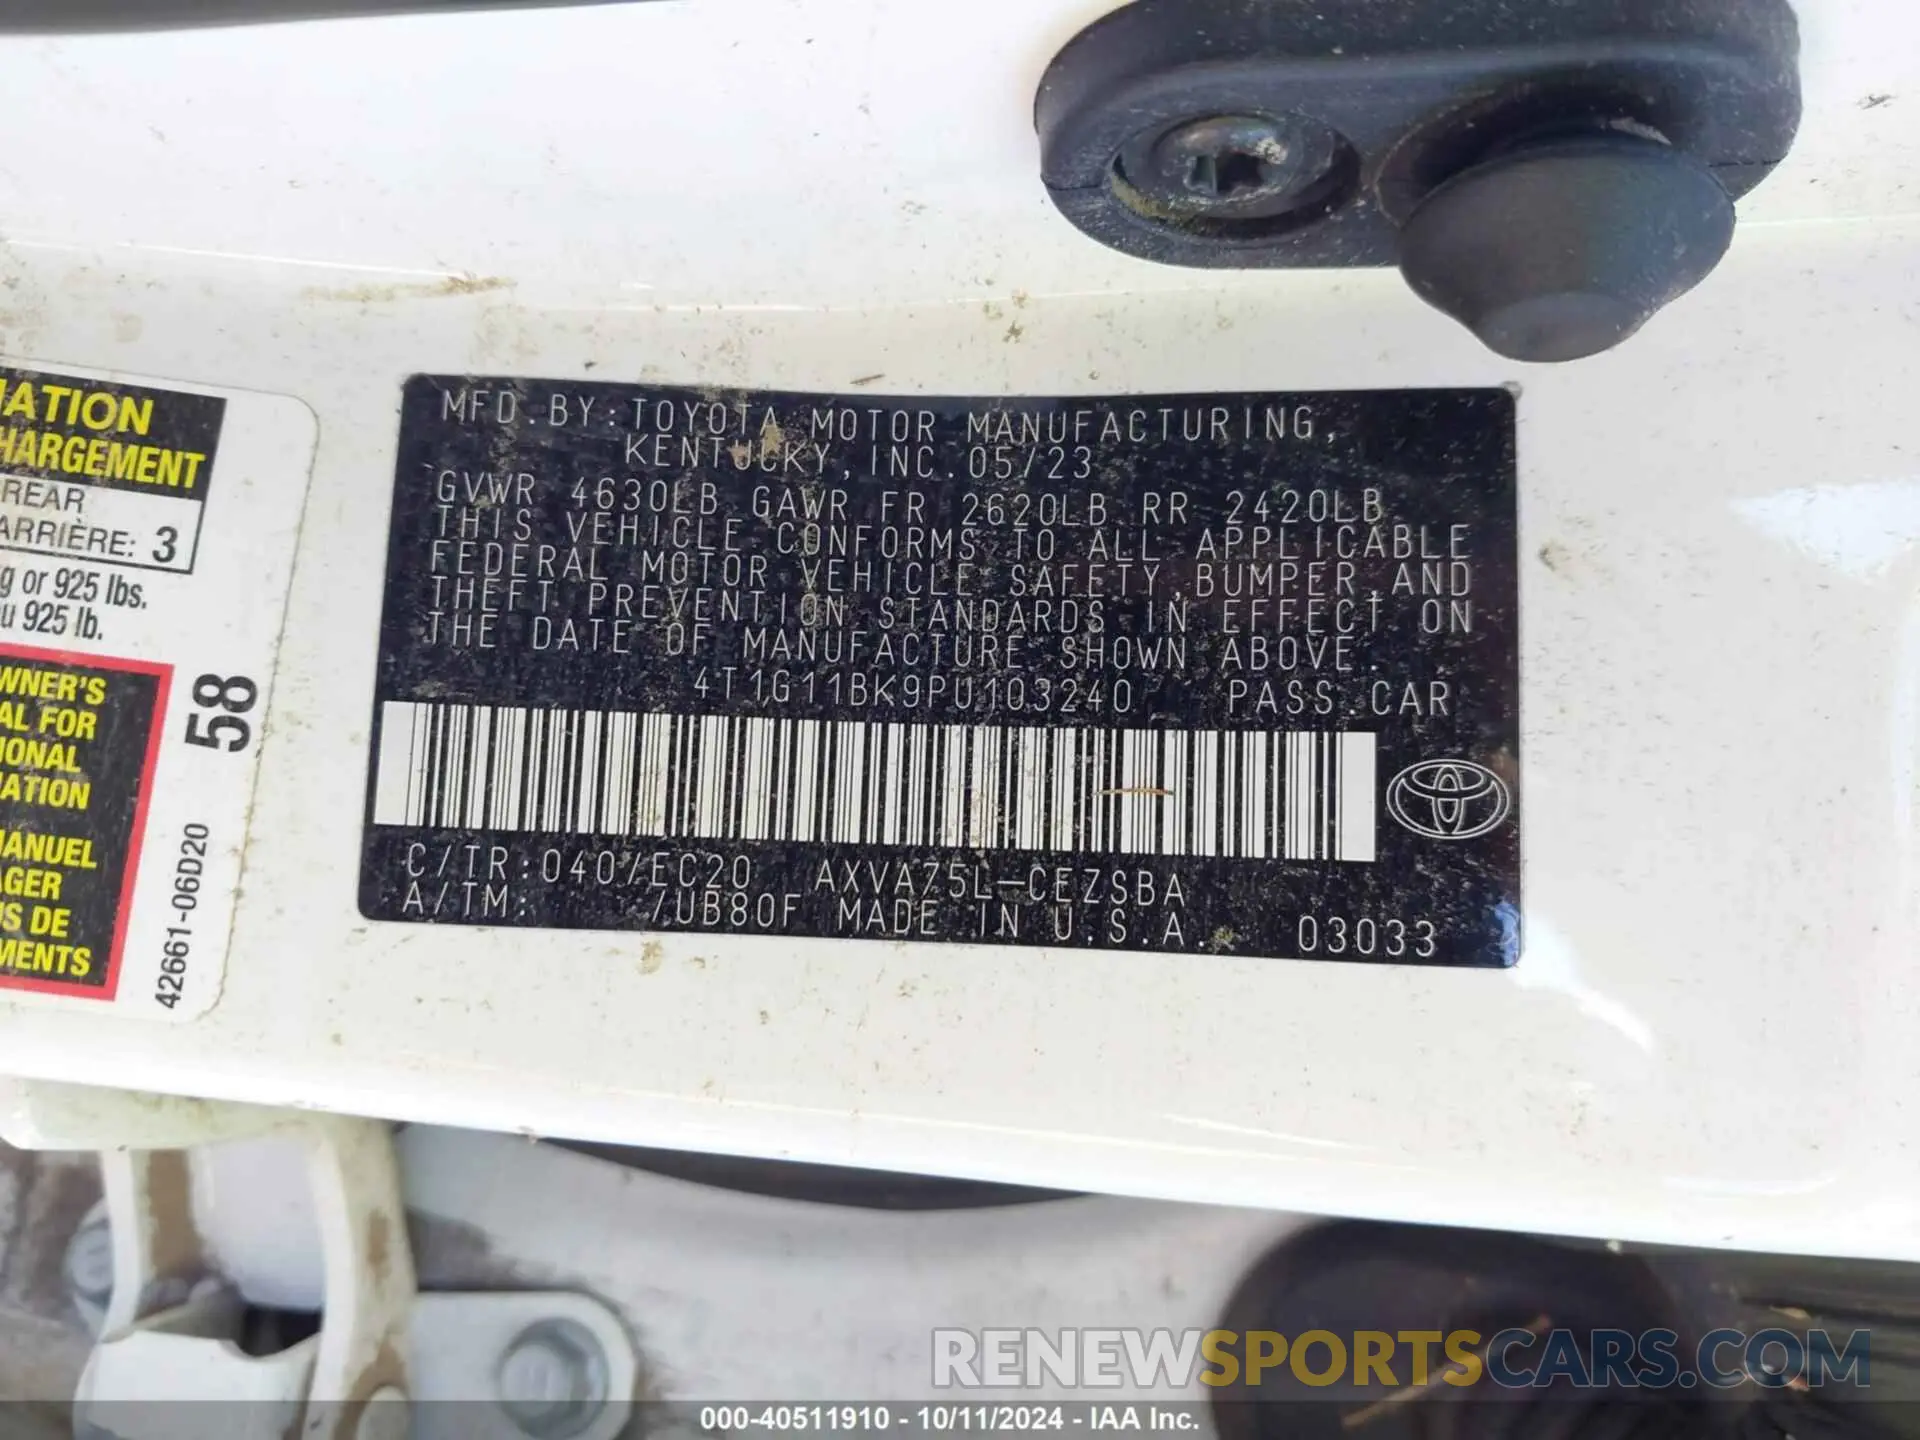 MATION
HARGEMENT
REAR
ARRIÈRE: 3
g or 925 lbs.
u 925 lb.
WNER'S
AL FOR
IONAL
ATION
MANUEL
AGER
US DE
MENTS
58
42661-06D20
MFD.BY:TOYOTA MOTOR MANUFACTURING,
KENTUCKY, INC. 05/23
GVWR 4630LB GAWR FR 2620LB RR 2420LB
THIS VEHICLE CONFORMS TO ALL APPLICABLE
FEDERAL MOTOR VEHICLE SAFETY, BUMPER, AND
THEFT PREVENTION STANDARDS IN EFFECT ON
THE DATE OF MANUFACTURE SHOWN ABOVE.
4T1G11BK9PU103240 PASS.CAR
C/TR:040/EC20 AXVA75L-CEZSBA
A/TM: /UB80F MADE IN U.S.A. 03033
RENEWSPORTSCARS.COM
000-40511910 - 10/11/2024 - IAA Inc.